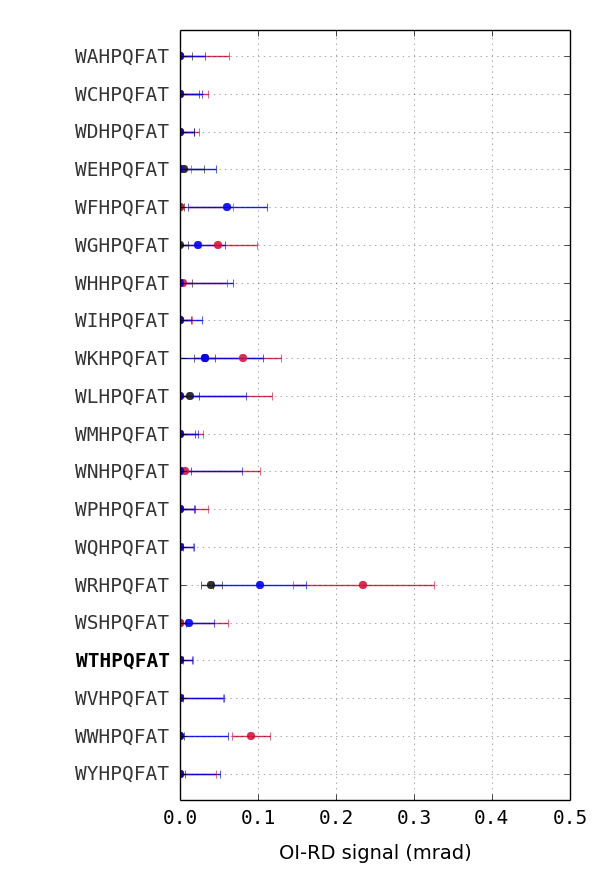 WAHPQFAT
WCHPQFAT
WDHPQFAT
WEHPQFAT
WFHPQFAT
WGHPQFAT
WHHPQFAT
WIHPQFAT
WKHPQFAT
WLHPQFAT
WMHPQFAT
WNHPQFAT
WPHPQFAT
WQHPQFAT
WRHPQFAT
WSHPQFAT
WTHPQFAT
WVHPQFAT
WWHPQFAT
WYHPQFAT
0.0 0.1 0.2 0.3 0.4 0.5
OI-RD signal (mrad)